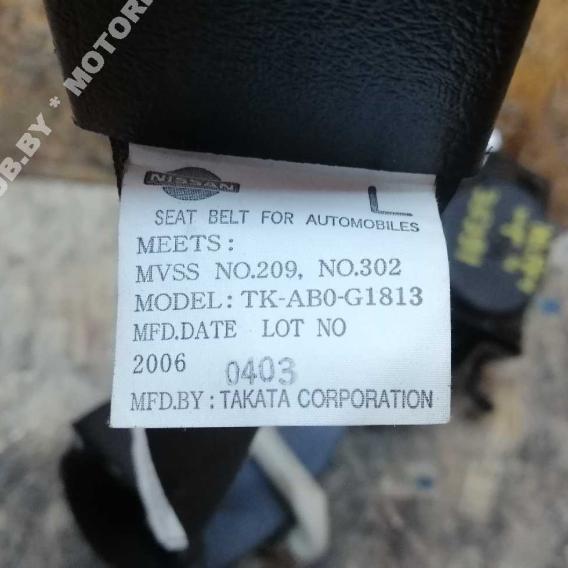 NISSAN
L
SEAT BELT FOR AUTOMOBILES
MEETS:
MVSS NO.209, NO.302
MODEL: TK-AB0-G1813
MFD.DATE LOT NO
2006 0403
MFD.BY: TAKATA CORPORATION